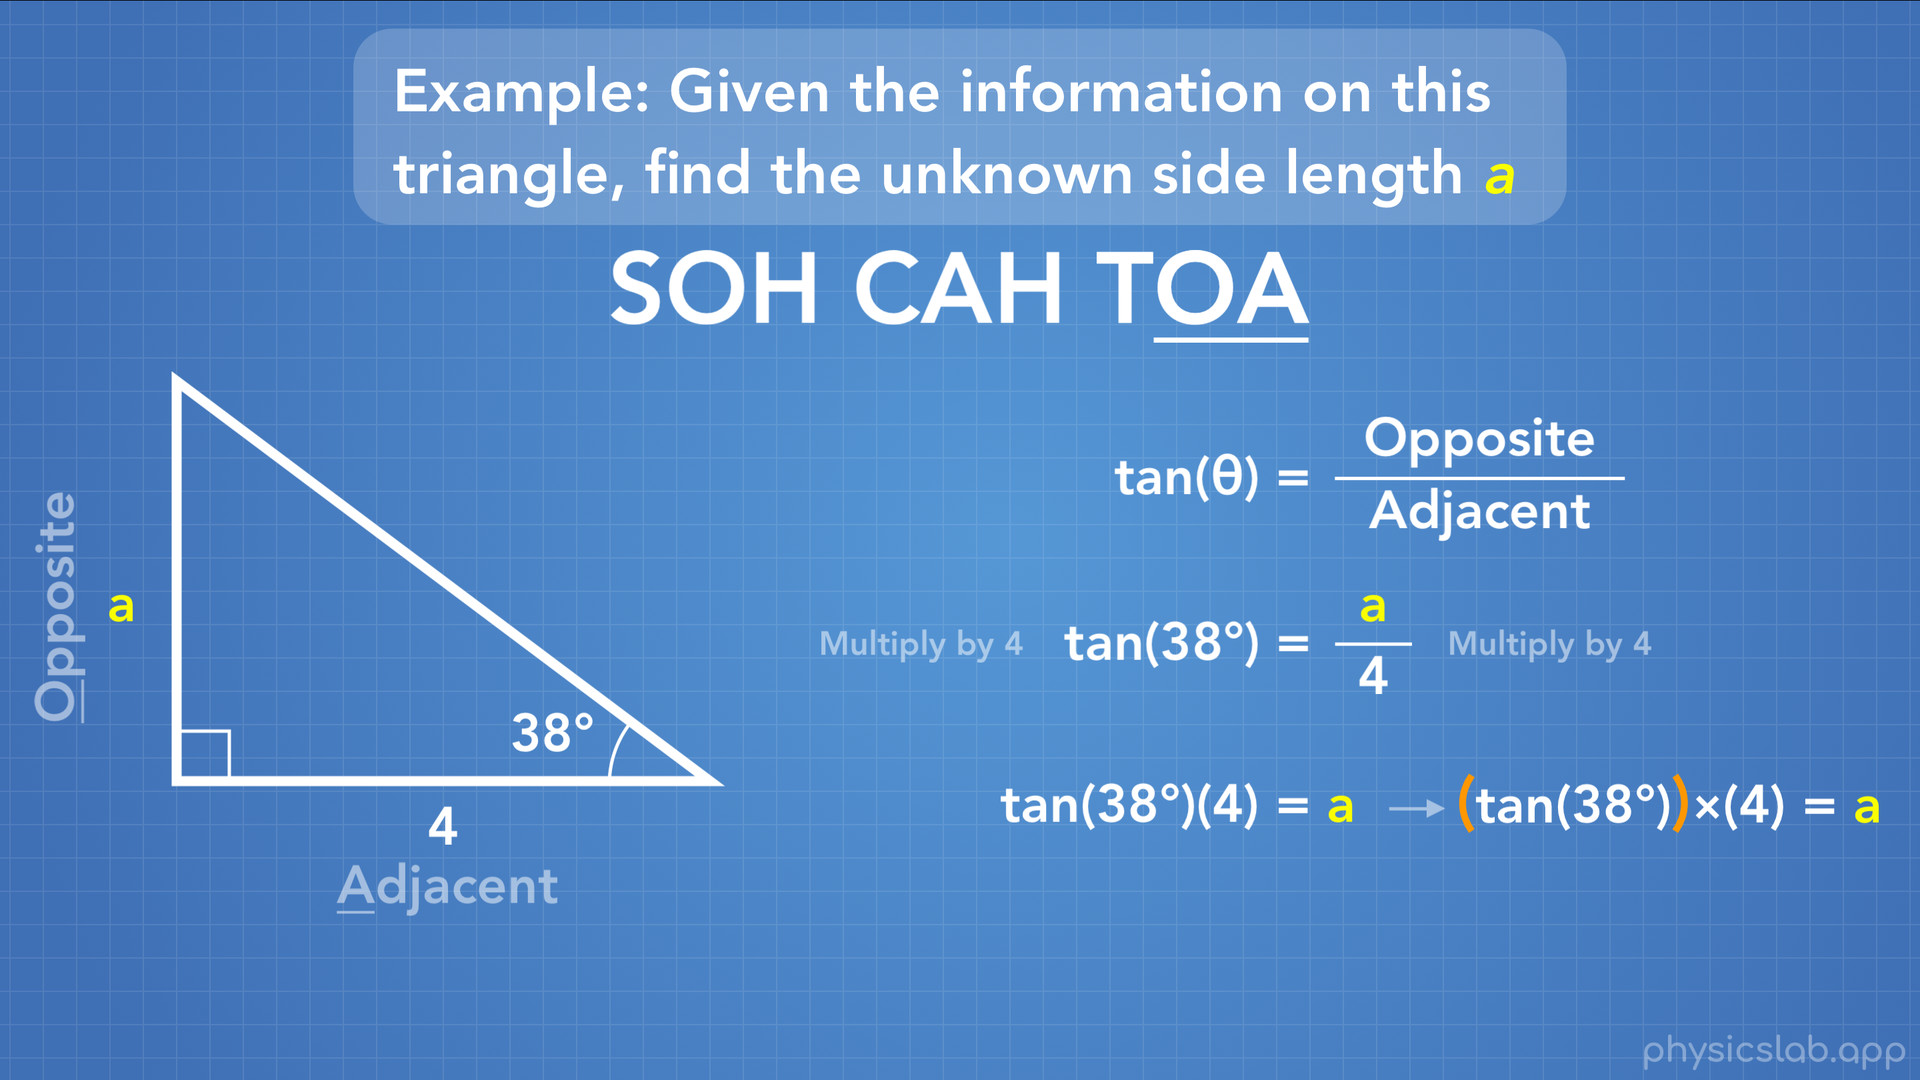 Example: Given the information on this
triangle, find the unknown side length a
SOH CAH TOA
Opposite
a
38°
4
Adjacent
tan(θ) = Opposite / Adjacent
Multiply by 4 tan(38°) = a / 4 Multiply by 4
tan(38°)(4) = a → (tan(38°))×(4) = a
physicslab.app